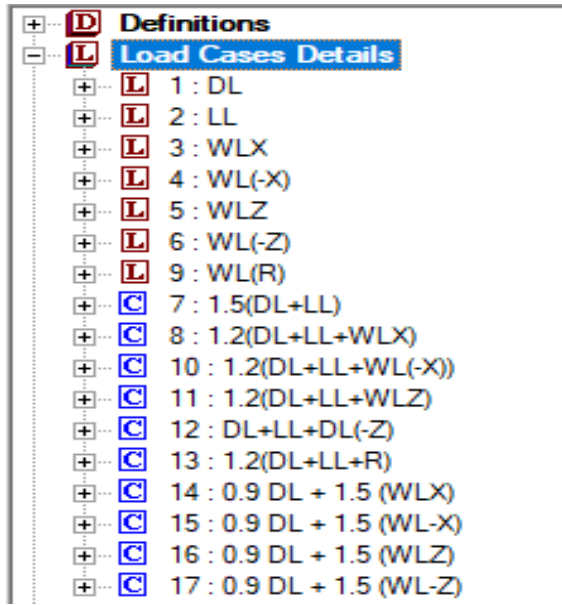 D Definitions
L Load Cases Details
L 1 : DL
L 2 : LL
L 3 : WLX
L 4 : WL(-X)
L 5 : WLZ
L 6 : WL(-Z)
L 9 : WL(R)
C 7 : 1.5(DL+LL)
C 8 : 1.2(DL+LL+WLX)
C 10 : 1.2(DL+LL+WL(-X))
C 11 : 1.2(DL+LL+WLZ)
C 12 : DL+LL+DL(-Z)
C 13 : 1.2(DL+LL+R)
C 14 : 0.9 DL + 1.5 (WLX)
C 15 : 0.9 DL + 1.5 (WL-X)
C 16 : 0.9 DL + 1.5 (WLZ)
C 17 : 0.9 DL + 1.5 (WL-Z)